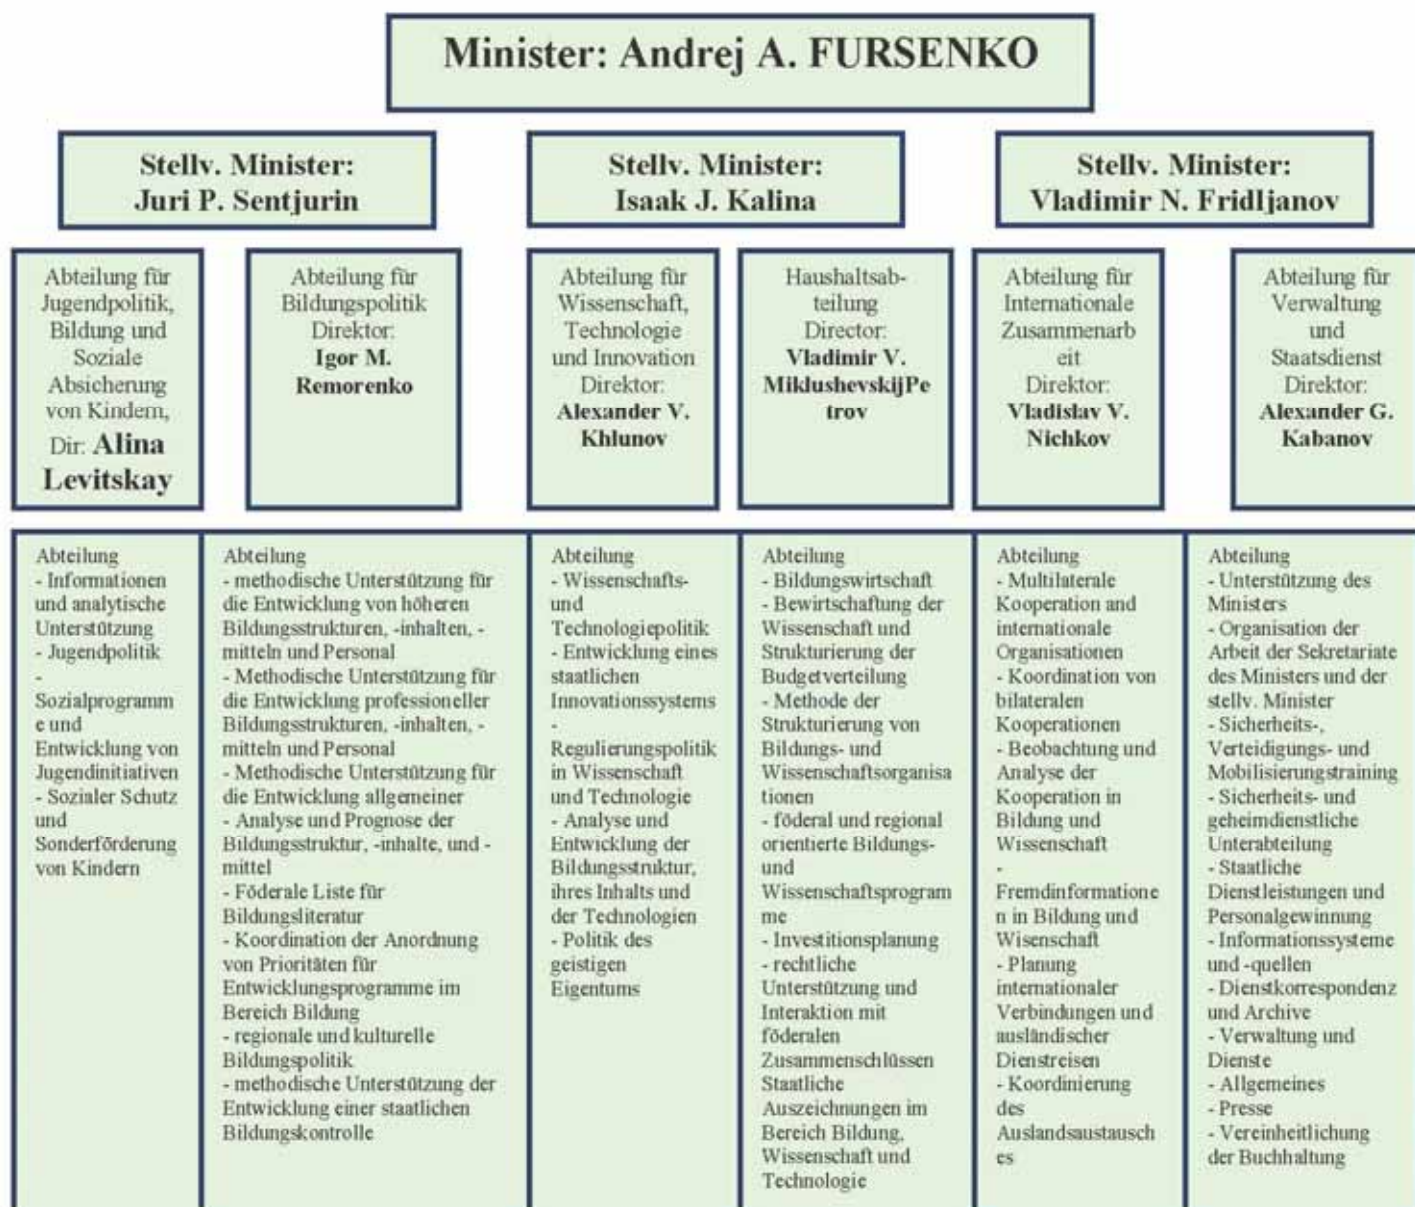 Minister: Andrej A. FURSENKO
Stellv. Minister:
Juri P. Sentjurin
Stellv. Minister:
Isaak J. Kalina
Stellv. Minister:
Vladimir N. Fridljanov
Abteilung für
Jugendpolitik,
Bildung und
Soziale
Absicherung
von Kindern,
Dir: Alina
Levitskay
Abteilung für
Bildungspolitik
Direktor:
Igor M.
Remorenko
Abteilung für
Wissenschaft,
Technologie
und Innovation
Direktor:
Alexander V.
Khlunov
Haushaltsab-
teilung
Director:
Vladimir V.
MiklushevskijPe
trov
Abteilung für
Internationale
Zusammenarb
eit
Direktor:
Vladislav V.
Nichkov
Abteilung für
Verwaltung
und
Staatsdienst
Direktor:
Alexander G.
Kabanov
Abteilung
- Informationen
und analytische
Unterstützung
- Jugendpolitik
-
Sozialprogramm
e und
Entwicklung von
Jugendinitiativen
- Sozialer Schutz
und
Sonderförderung
von Kindern
Abteilung
- methodische Unterstützung für
die Entwicklung von höheren
Bildungsstrukturen, -inhalten, -
mitteln und Personal
- Methodische Unterstützung für
die Entwicklung professioneller
Bildungsstrukturen, -inhalten, -
mitteln und Personal
- Methodische Unterstützung für
die Entwicklung allgemeiner
- Analyse und Prognose der
Bildungsstruktur, -inhalte, und -
mittel
- Föderale Liste für
Bildungsliteratur
- Koordination der Anordnung
von Prioritäten für
Entwicklungsprogramme im
Bereich Bildung
- regionale und kulturelle
Bildungspolitik
- methodische Unterstützung der
Entwicklung einer staatlichen
Bildungskontrolle
Abteilung
- Wissenschafts-
und
Technologiepolitik
- Entwicklung eines
staatlichen
Innovationssystems
-
Regulierungspolitik
in Wissenschaft
und Technologie
- Analyse und
Entwicklung der
Bildungsstruktur,
ihres Inhalts und
der Technologien
- Politik des
geistigen
Eigentums
Abteilung
- Bildungswirtschaft
- Bewirtschaftung der
Wissenschaft und
Strukturierung der
Budgetverteilung
- Methode der
Strukturierung von
Bildungs- und
Wissenschaftsorganisa
tionen
- föderal und regional
orientierte Bildungs-
und
Wissenschaftsprogram
me
- Investitionsplanung
- rechtliche
Unterstützung und
Interaktion mit
föderalen
Zusammenschlüssen
Staatliche
Auszeichnungen im
Bereich Bildung,
Wissenschaft und
Technologie
Abteilung
- Multilaterale
Kooperation and
internationale
Organisationen
- Koordination von
bilateralen
Kooperationen
- Beobachtung und
Analyse der
Kooperation in
Bildung und
Wissenschaft
-
Fremdinformatione
n in Bildung und
Wisenschaft
- Planung
internationaler
Verbindungen und
ausländischer
Dienstreisen
- Koordinierung
des
Auslandsaustausch
es
Abteilung
- Unterstützung des
Ministers
- Organisation der
Arbeit der Sekretariate
des Ministers und der
stellv. Minister
- Sicherheits-,
Verteidigungs- und
Mobilisierungstraining
- Sicherheits- und
geheimdienstliche
Unterabteilung
- Staatliche
Dienstleistungen und
Personalgewinnung
- Informationssysteme
und -quellen
- Dienstkorrespondenz
und Archive
- Verwaltung und
Dienste
- Allgemeines
- Presse
- Vereinheitlichung
der Buchhaltung